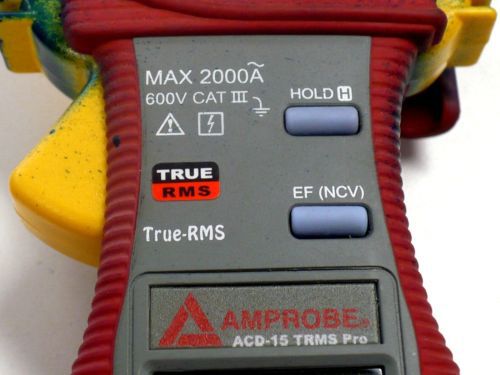 MAX 2000A
600V CAT III
HOLD H
TRUE
RMS
EF (NCV)
True-RMS
AMPROBE®
ACD-15 TRMS Pro